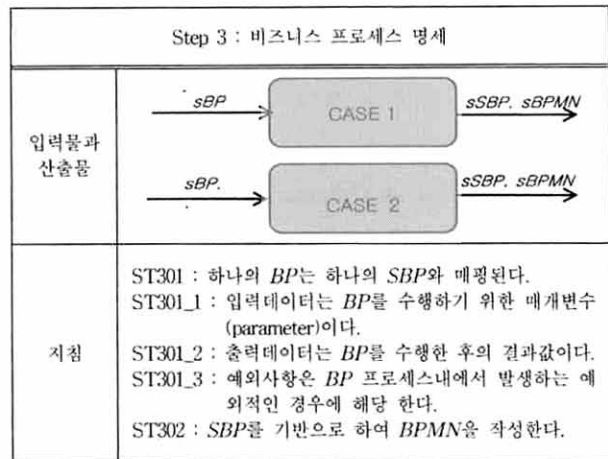 Step 3 : 비즈니스 프로세스 명세
입력물과
산출물
sBP
CASE 1
sSBP, sBPMN
sBP.
CASE 2
sSBP, sBPMN
지침
ST301 : 하나의 BP는 하나의 SBP와 매핑된다.
ST301_1 : 입력데이터는 BP를 수행하기 위한 매개변수
(parameter)이다.
ST301_2 : 출력데이터는 BP를 수행한 후의 결과값이다.
ST301_3 : 예외사항은 BP 프로세스내에서 발생하는 예
외적인 경우에 해당 한다.
ST302 : SBP를 기반으로 하여 BPMN을 작성한다.